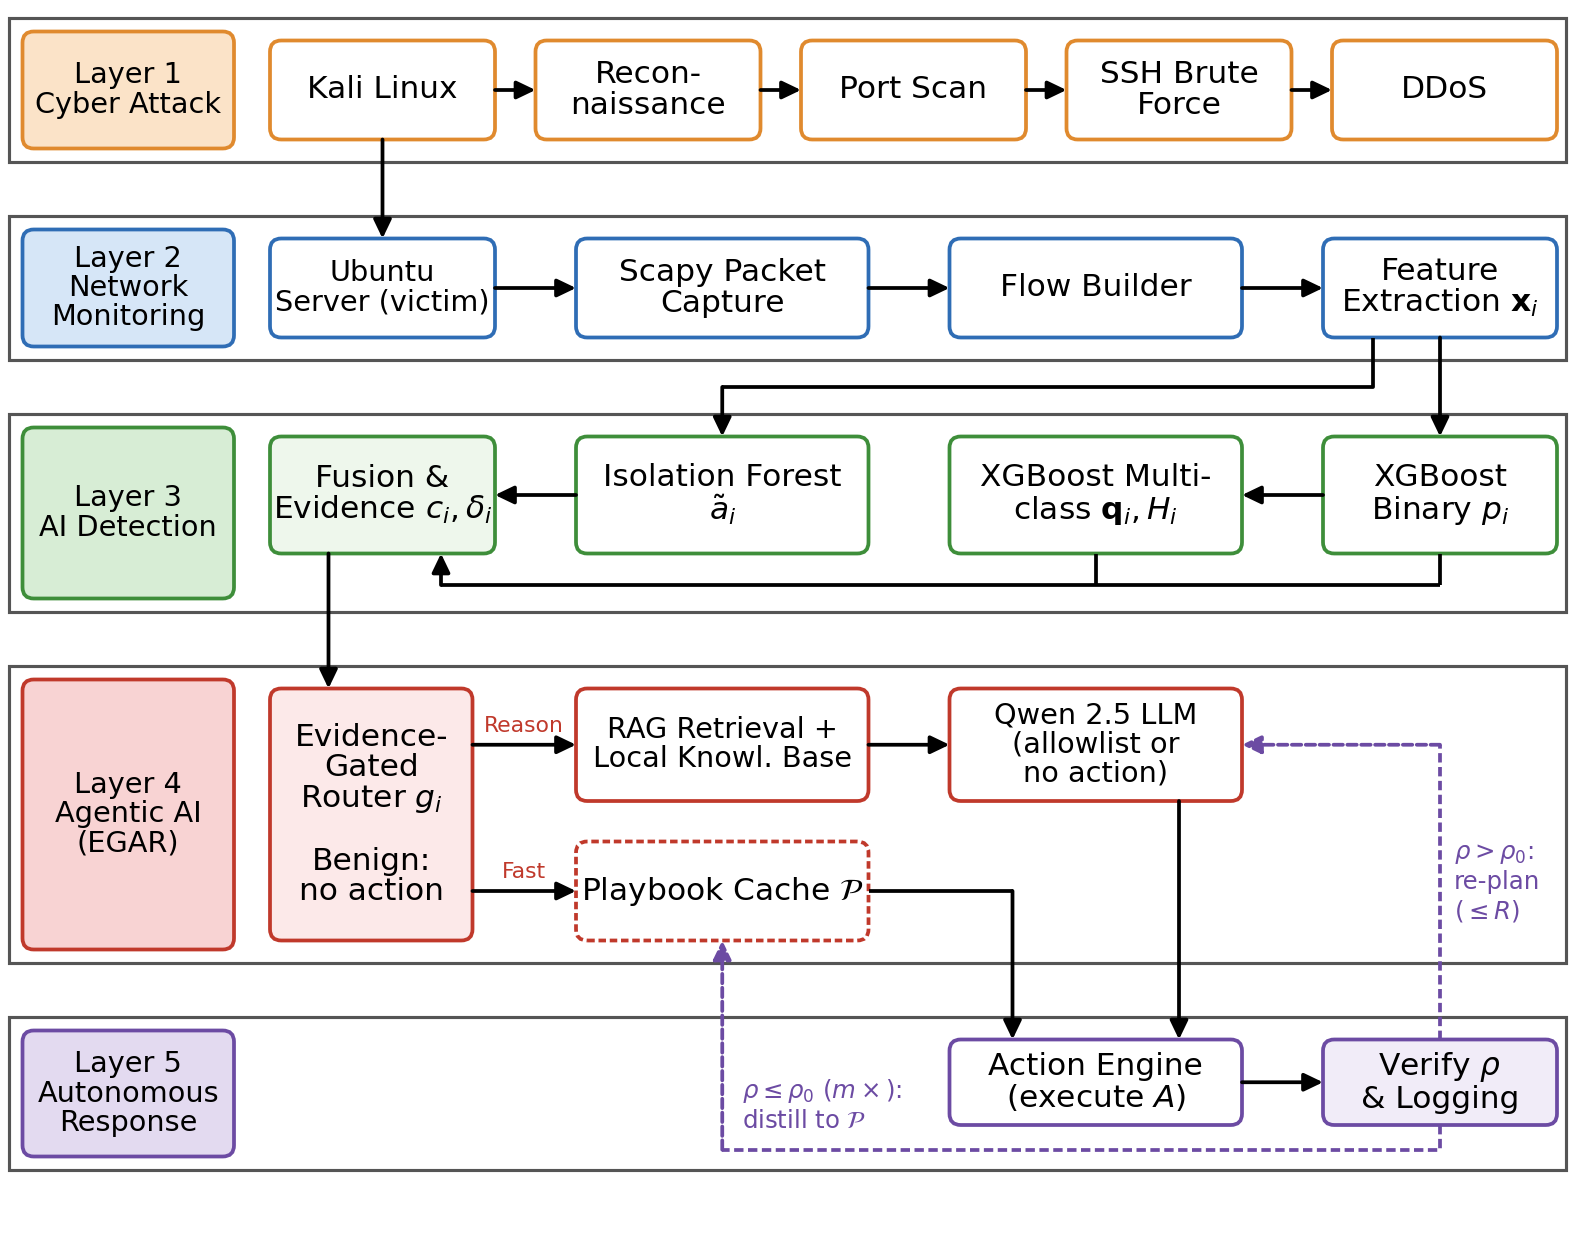 Layer 1
Cyber Attack
Kali Linux
Recon-
naissance
Port Scan
SSH Brute
Force
DDoS
Layer 2
Network
Monitoring
Ubuntu
Server (victim)
Scapy Packet
Capture
Flow Builder
Feature
Extraction 𝐱ᵢ
Layer 3
AI Detection
Fusion &
Evidence cᵢ, δᵢ
Isolation Forest
ãᵢ
XGBoost Multi-
class 𝐪ᵢ, Hᵢ
XGBoost
Binary pᵢ
Layer 4
Agentic AI
(EGAR)
Evidence-
Gated
Router gᵢ
Benign:
no action
Reason
Fast
RAG Retrieval +
Local Knowl. Base
Playbook Cache 𝒫
Qwen 2.5 LLM
(allowlist or
no action)
ρ > ρ₀:
re-plan
( ≤ R)
Layer 5
Autonomous
Response
ρ ≤ ρ₀ (m ×):
distill to 𝒫
Action Engine
(execute A)
Verify ρ
& Logging